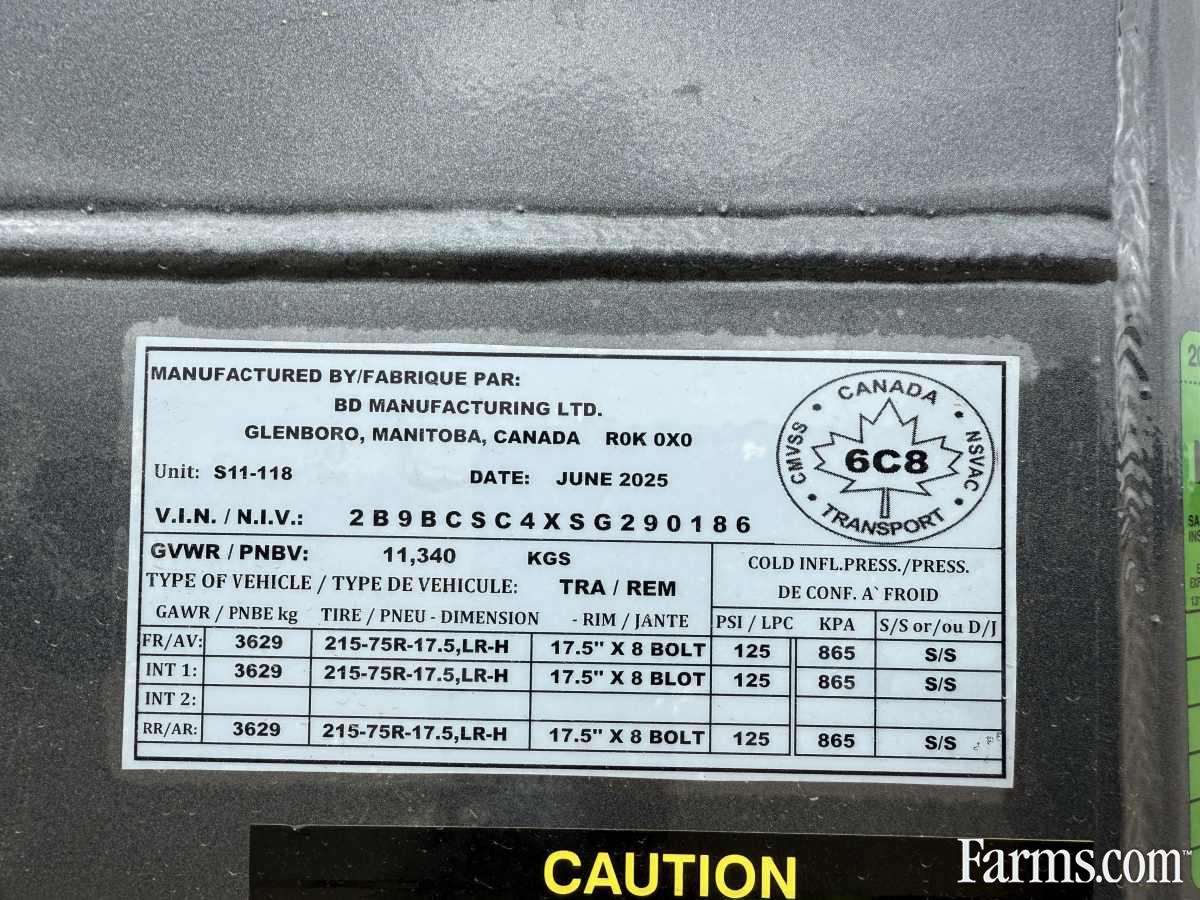 MANUFACTURED BY/FABRIQUE PAR:
BD MANUFACTURING LTD.
GLENBORO, MANITOBA, CANADA R0K 0X0
Unit: S11-118 DATE: JUNE 2025
V.I.N. / N.I.V.: 2B9BCSC4XSG290186
CANADA
CMVSS
6C8
NSVAC
TRANSPORT
GVWR / PNBV: 11,340 KGS
TYPE OF VEHICLE / TYPE DE VEHICULE: TRA / REM
COLD INFL.PRESS./PRESS.
DE CONF. A` FROID
GAWR / PNBE kg TIRE / PNEU - DIMENSION - RIM / JANTE PSI / LPC KPA S/S or/ou D/J
FR/AV: 3629 215-75R-17.5,LR-H 17.5" X 8 BOLT 125 865 S/S
INT 1: 3629 215-75R-17.5,LR-H 17.5" X 8 BLOT 125 865 S/S
INT 2:
RR/AR: 3629 215-75R-17.5,LR-H 17.5" X 8 BOLT 125 865 S/S
CAUTION
Farms.com™